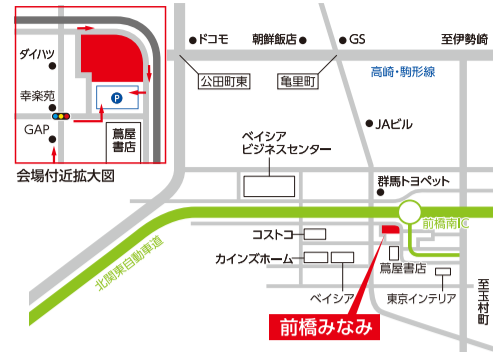 ダイハツ
幸楽苑
GAP
P
蔦屋
書店
会場付近拡大図
ドコモ
朝鮮飯店
GS
至伊勢崎
公田町東
亀里町
高崎・駒形線
JAビル
ベイシア
ビジネスセンター
群馬トヨペット
前橋南IC
北関東自動車道
コストコ
カインズホーム
ベイシア
蔦屋書店
東京インテリア
至玉村町
前橋みなみ